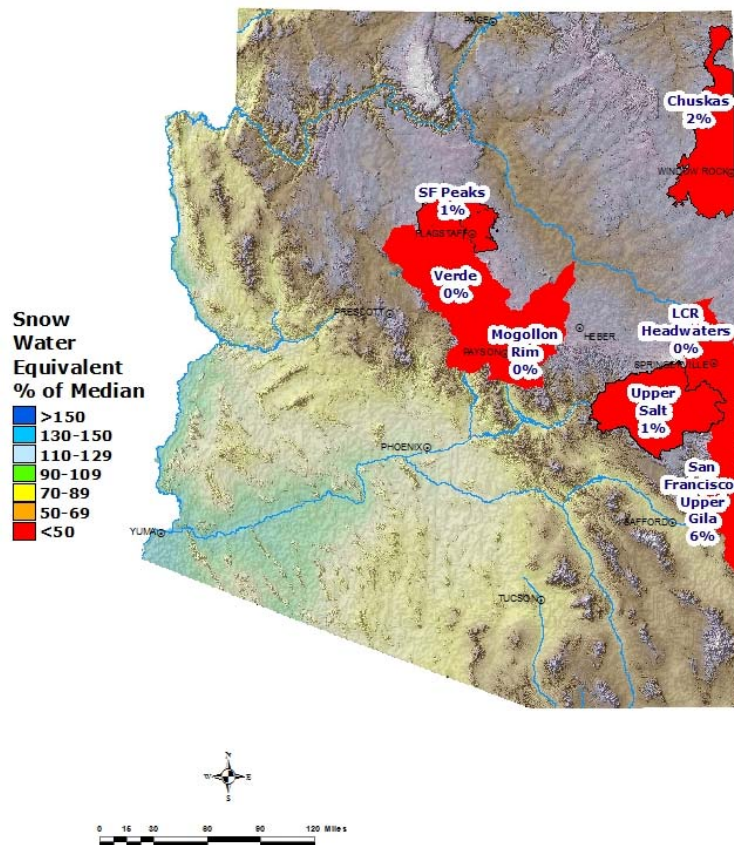 PAGE
Chuskas
2%
WINDOW ROCK
SF Peaks
1%
FLAGSTAFF
Verde
0%
PRESCOTT
Mogollon
Rim
0%
PAYSON
HEBER
LCR
Headwaters
0%
SPRINGERVILLE
Upper
Salt
1%
PHOENIX
San
Francisco
Upper
Gila
6%
SAFFORD
YUMA
TUCSON
Snow
Water
Equivalent
% of Median
>150
130-150
110-129
90-109
70-89
50-69
<50
N
W E
S
0 15 30 60 90 120 Miles